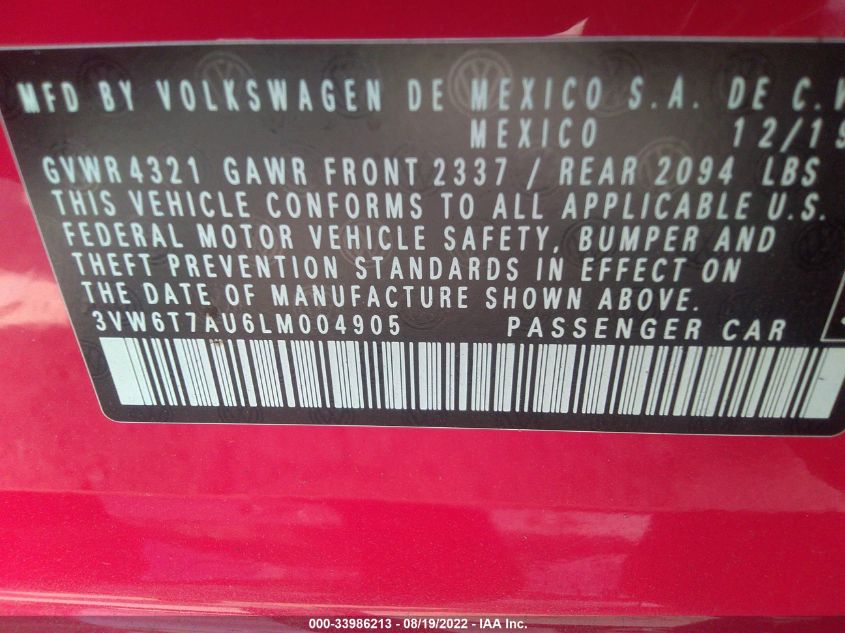 MFD BY VOLKSWAGEN DE MEXICO S.A. DE C.V
MEXICO 12/19
GVWR 4321 GAWR FRONT 2337 / REAR 2094 LBS
THIS VEHICLE CONFORMS TO ALL APPLICABLE U.S.
FEDERAL MOTOR VEHICLE SAFETY, BUMPER AND
THEFT PREVENTION STANDARDS IN EFFECT ON
THE DATE OF MANUFACTURE SHOWN ABOVE.
3VW6T7AU6LM004905 PASSENGER CAR
>>>>>>>>>> 33986213 - 08/19/2022 - IAA Inc.